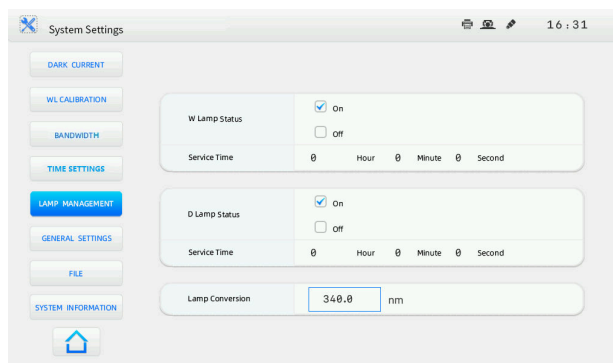 System Settings 16:31
DARK CURRENT
WL CALIBRATION
BANDWIDTH
TIME SETTINGS
LAMP MANAGEMENT
GENERAL SETTINGS
FILE
SYSTEM INFORMATION
W Lamp Status
On
Off
Service Time 0 Hour 0 Minute 0 Second
D Lamp Status
On
Off
Service Time 0 Hour 0 Minute 0 Second
Lamp Conversion 340.0 nm